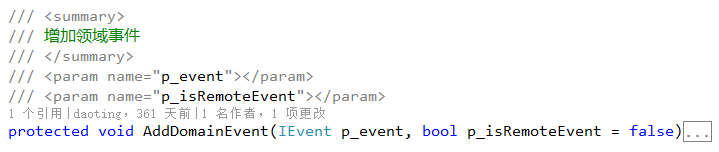 /// <summary>
/// 增加领域事件
/// </summary>
/// <param name="p_event"></param>
/// <param name="p_isRemoteEvent"></param>
1 个引用|daoting，361 天前|1 名作者，1 项更改
protected void AddDomainEvent(IEvent p_event, bool p_isRemoteEvent = false)...